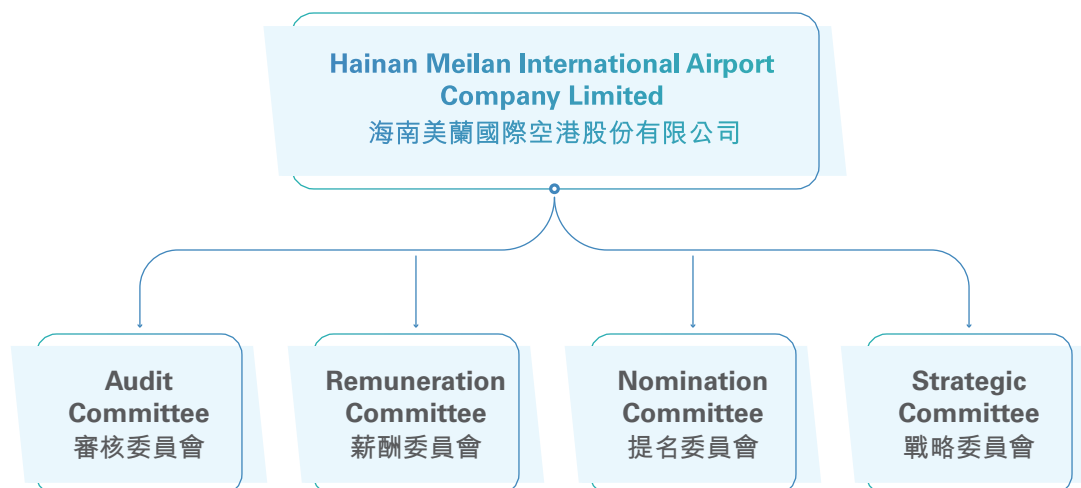 Hainan Meilan International Airport
Company Limited
海南美蘭國際空港股份有限公司
Audit
Committee
審核委員會
Remuneration
Committee
薪酬委員會
Nomination
Committee
提名委員會
Strategic
Committee
戰略委員會